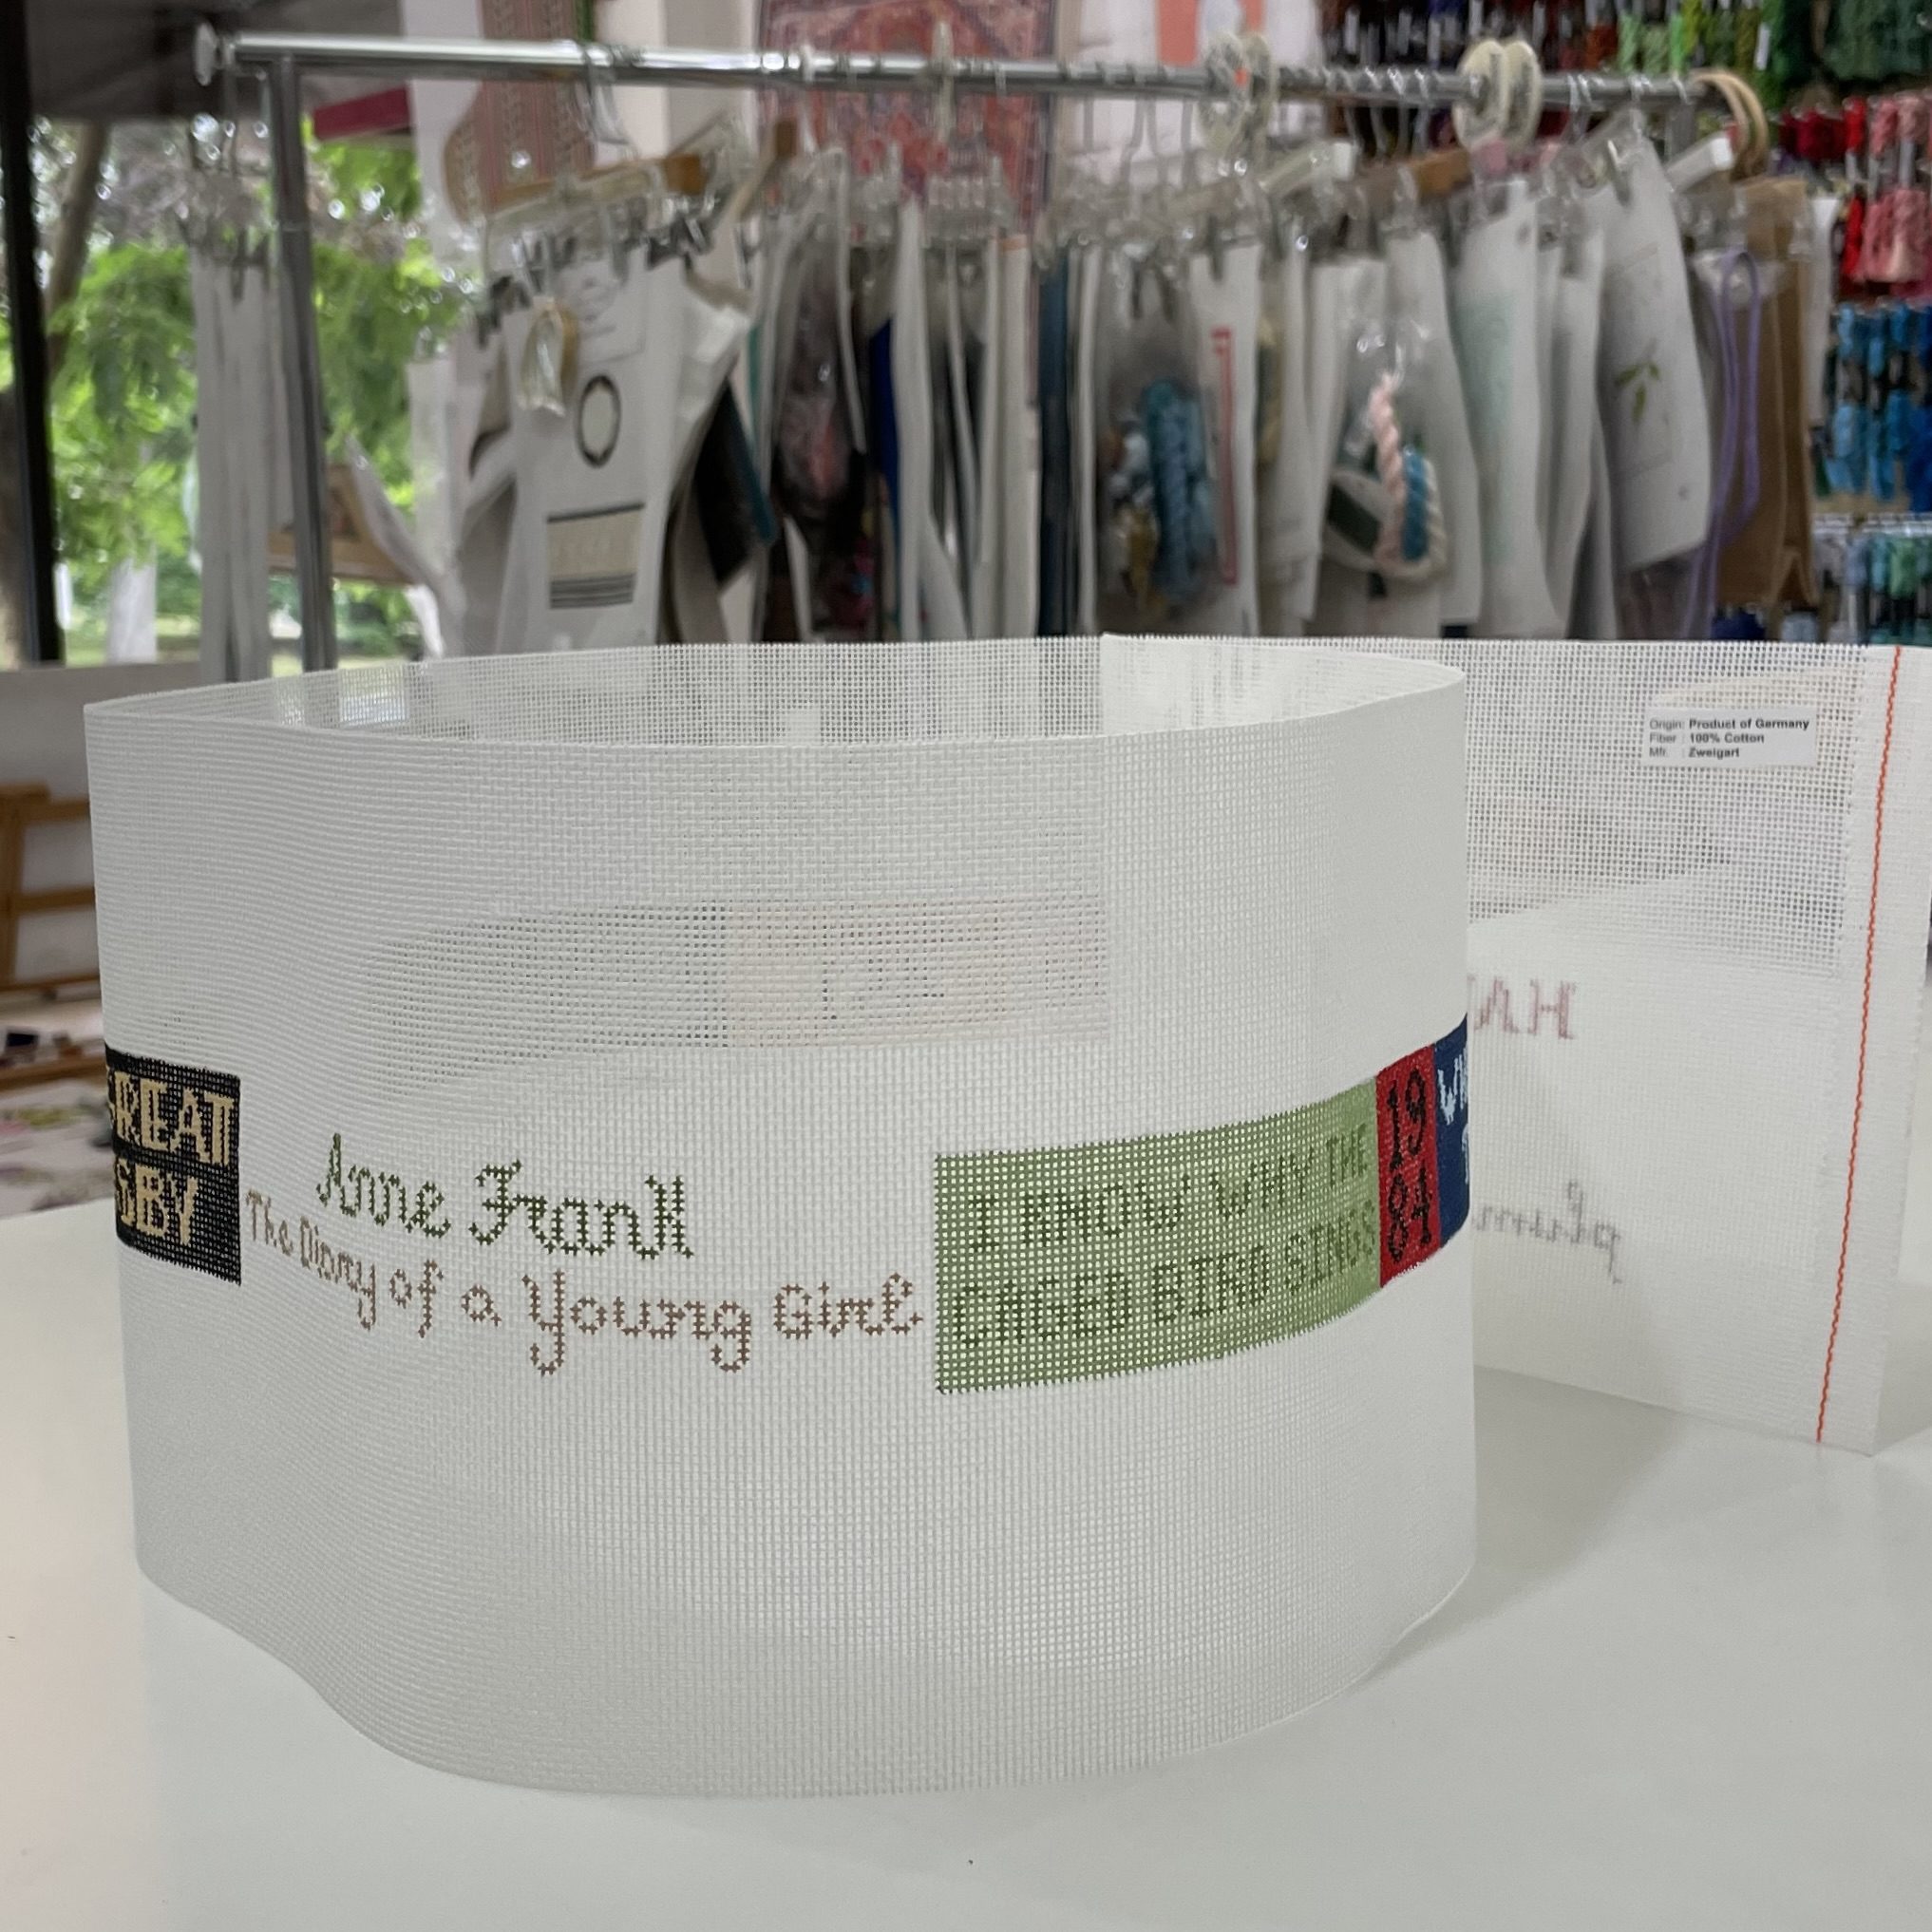 Origin: Product of Germany
Fiber: 100% Cotton
Mfr. Zweigart
GREAT
SBY
Anne Frank
The Diary of a Young Girl
I KNOW WHY THE
CAGED BIRD SINGS
19
84